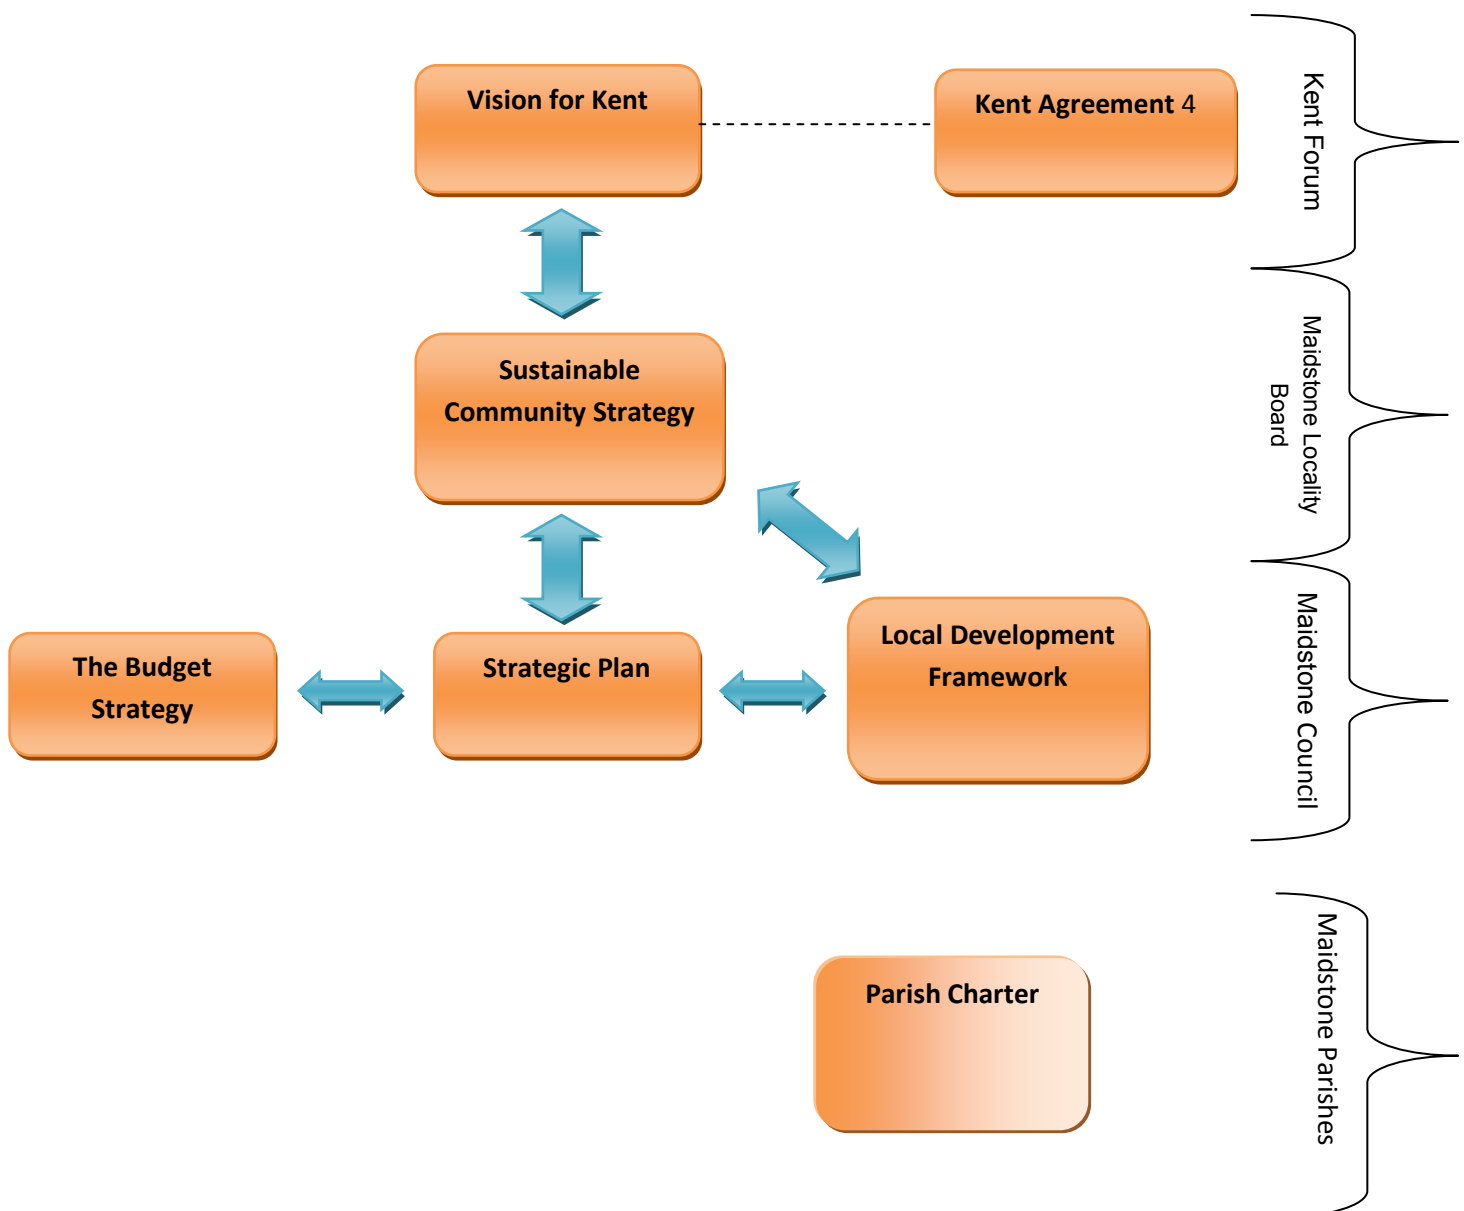 Vision for Kent
Kent Agreement 4
Kent Forum
Sustainable
Community Strategy
Maidstone Locality
Board
The Budget
Strategy
Strategic Plan
Local Development
Framework
Maidstone Council
Parish Charter
Maidstone Parishes